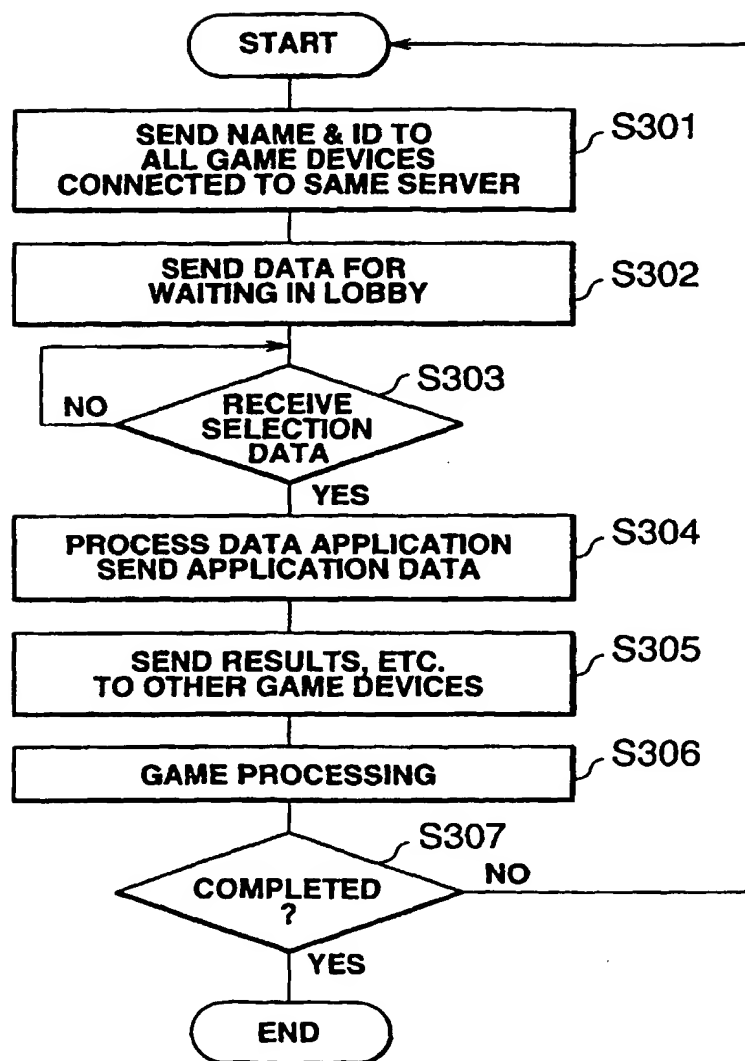 START
SEND NAME & ID TO
ALL GAME DEVICES
CONNECTED TO SAME SERVER
S301
SEND DATA FOR
WAITING IN LOBBY
S302
S303
NO
RECEIVE
SELECTION
DATA
YES
PROCESS DATA APPLICATION
SEND APPLICATION DATA
S304
SEND RESULTS, ETC.
TO OTHER GAME DEVICES
S305
GAME PROCESSING
S306
S307
COMPLETED
?
NO
YES
END